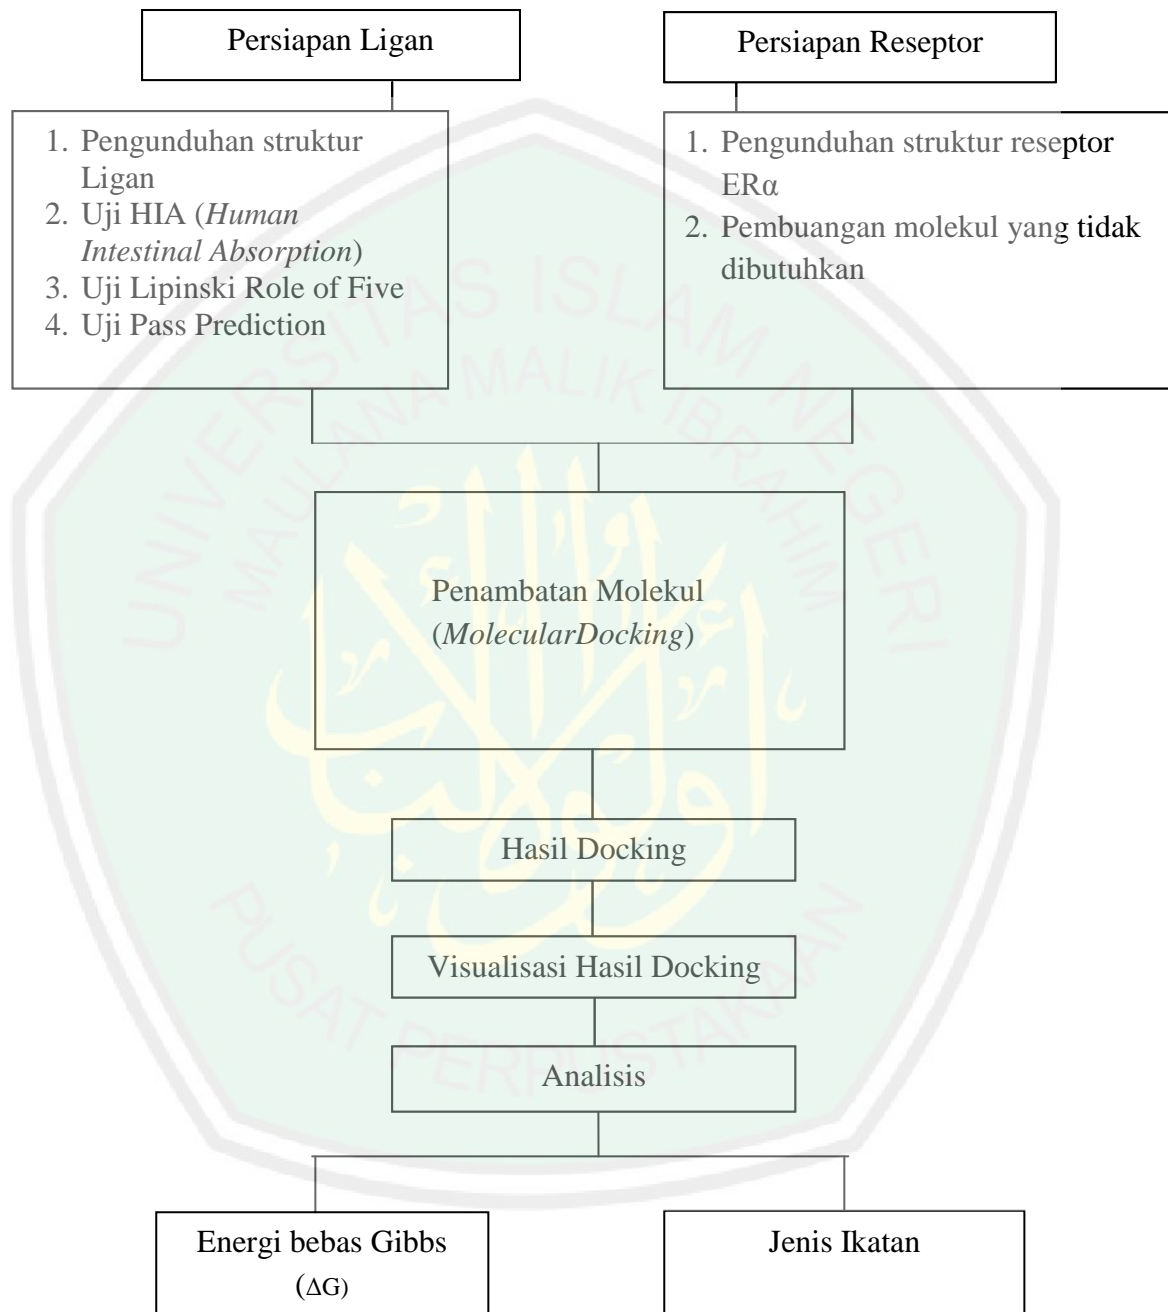 Persiapan Ligan
Persiapan Reseptor
1. Pengunduhan struktur
Ligan
2. Uji HIA (Human
Intestinal Absorption)
3. Uji Lipinski Role of Five
4. Uji Pass Prediction
1. Pengunduhan struktur reseptor
ERα
2. Pembuangan molekul yang tidak
dibutuhkan
Penambatan Molekul
(MolecularDocking)
Hasil Docking
Visualisasi Hasil Docking
Analisis
Energi bebas Gibbs
(ΔG)
Jenis Ikatan
UNIVERSITAS ISLAM NEGERI
MAULANA MALIK IBRAHIM
PUSAT PERPUSTAKAAN